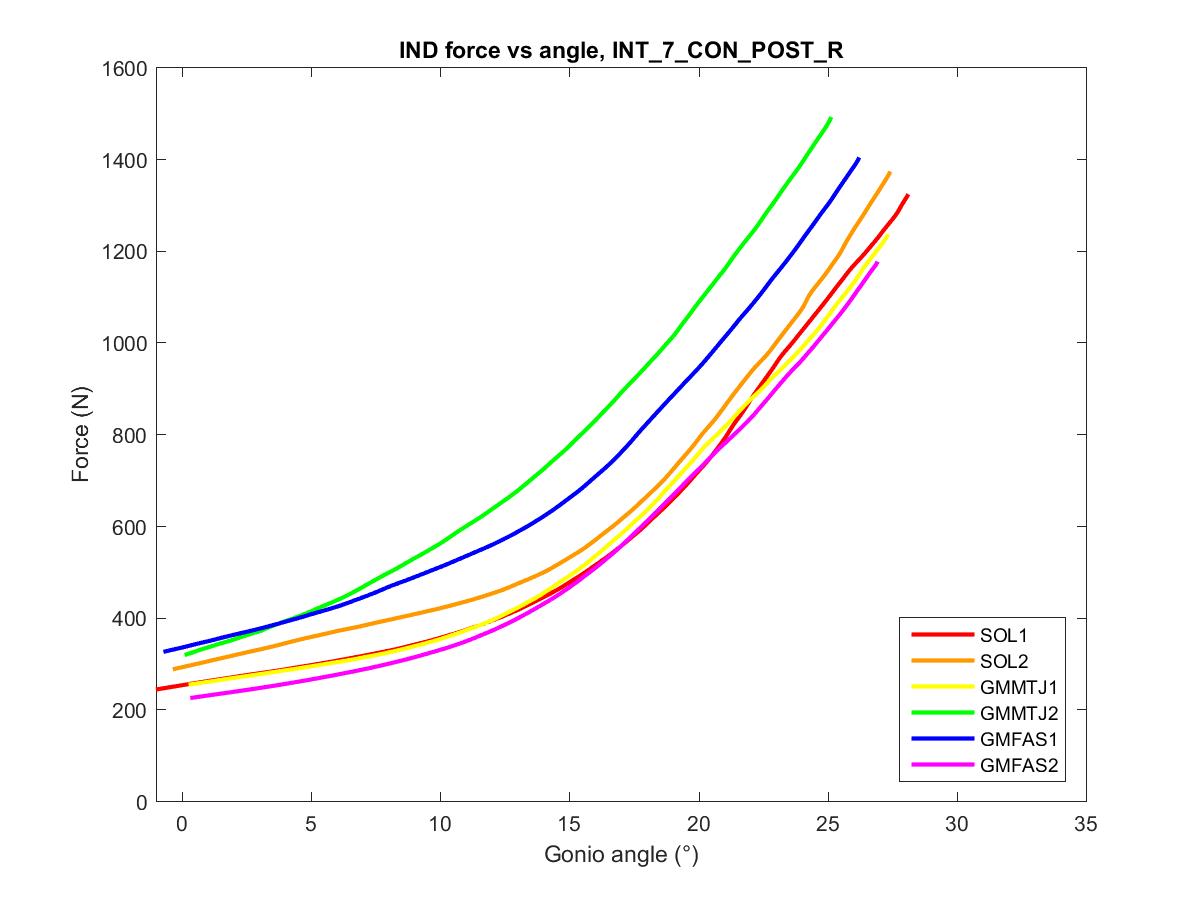 IND force vs angle, INT_7_CON_POST_R
1600
1400
1200
1000
800
600
400
200
0
Force (N)
0 5 10 15 20 25 30 35
Gonio angle (°)
SOL1
SOL2
GMMTJ1
GMMTJ2
GMFAS1
GMFAS2